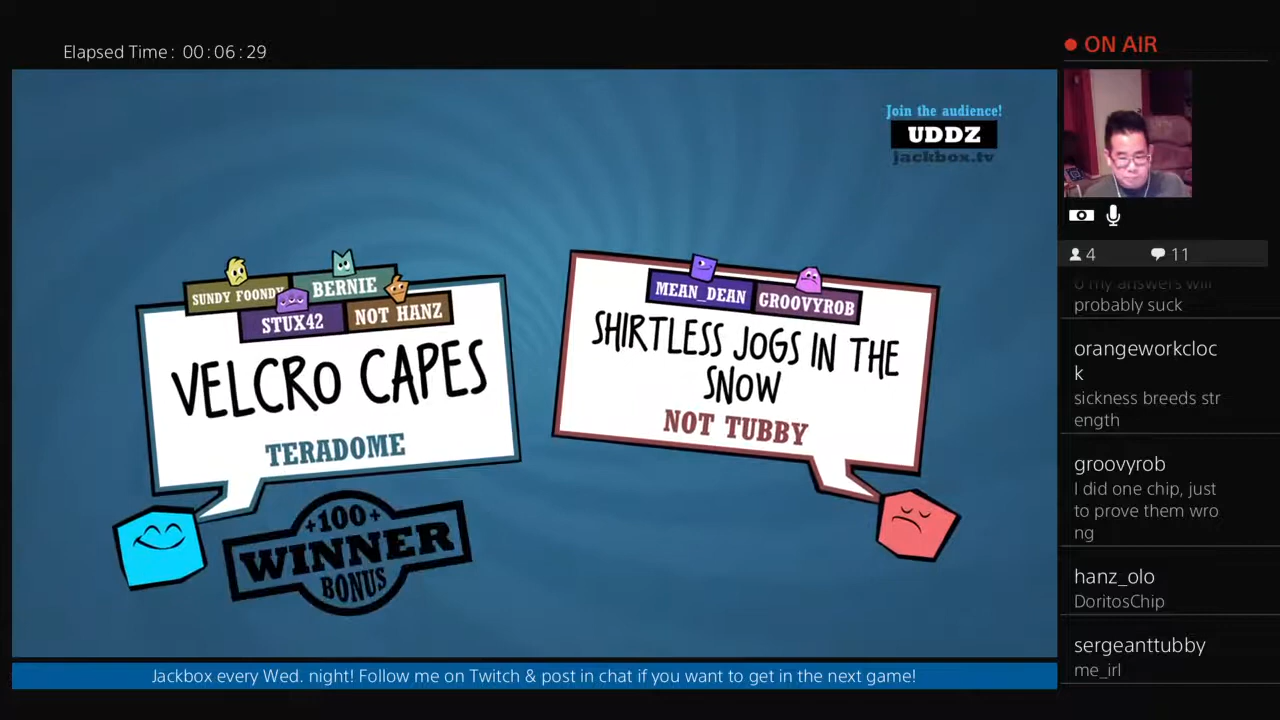 Elapsed Time: 00:06:29
ON AIR
Join the audience!
UDDZ
jackbox.tv
4
11
SUNDY FOONDY
BERNIE
STUX42
NOT HANZ
VELCRO CAPES
TERADOME
+100+
WINNER
BONUS
MEAN_DEAN
GROOVYROB
SHIRTLESS JOGS IN THE
SNOW
NOT TUBBY
my answers will
probably suck
orangeworkcloc
k
sickness breeds str
ength
groovyrob
I did one chip, just
to prove them wro
ng
hanz_olo
DoritosChip
sergeanttubby
me_irl
Jackbox every Wed. night! Follow me on Twitch & post in chat if you want to get in the next game!